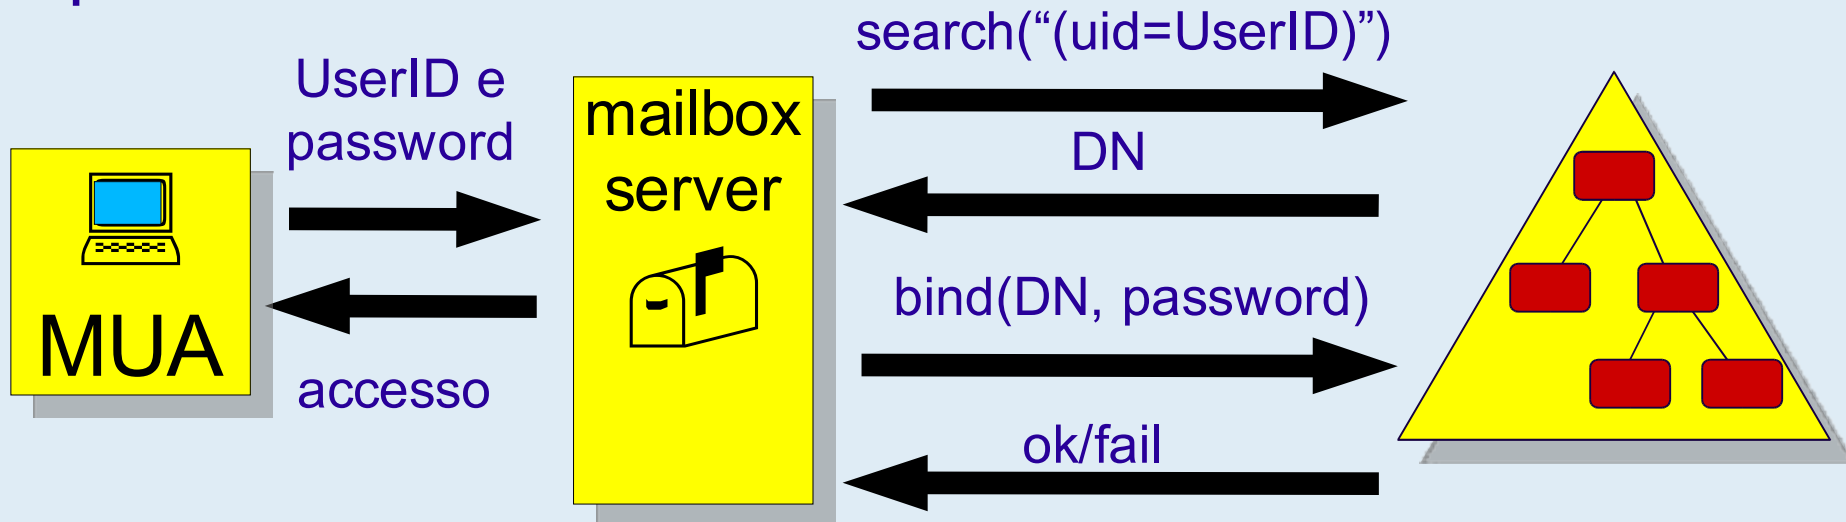 UserID e
password
MUA
accesso
mailbox
server
search(“(uid=UserID)”)
DN
bind(DN, password)
ok/fail